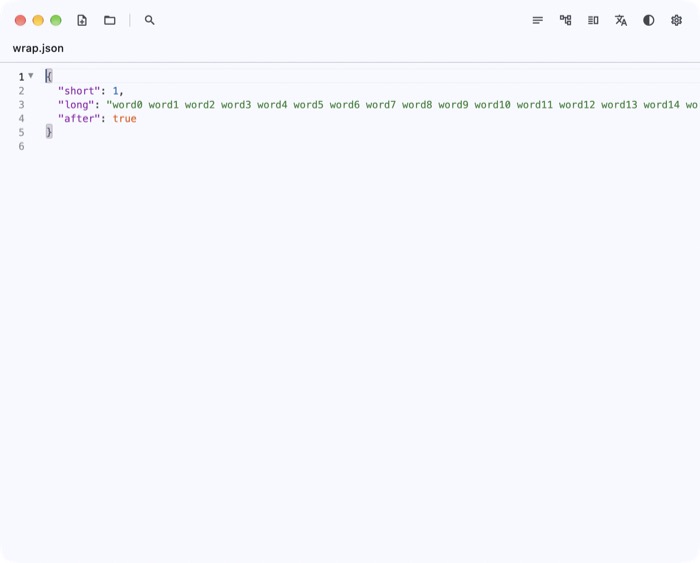 wrap.json
1 {
2 "short": 1,
3 "long": "word0 word1 word2 word3 word4 word5 word6 word7 word8 word9 word10 word11 word12 word13 word14 wo
4 "after": true
5 }
6